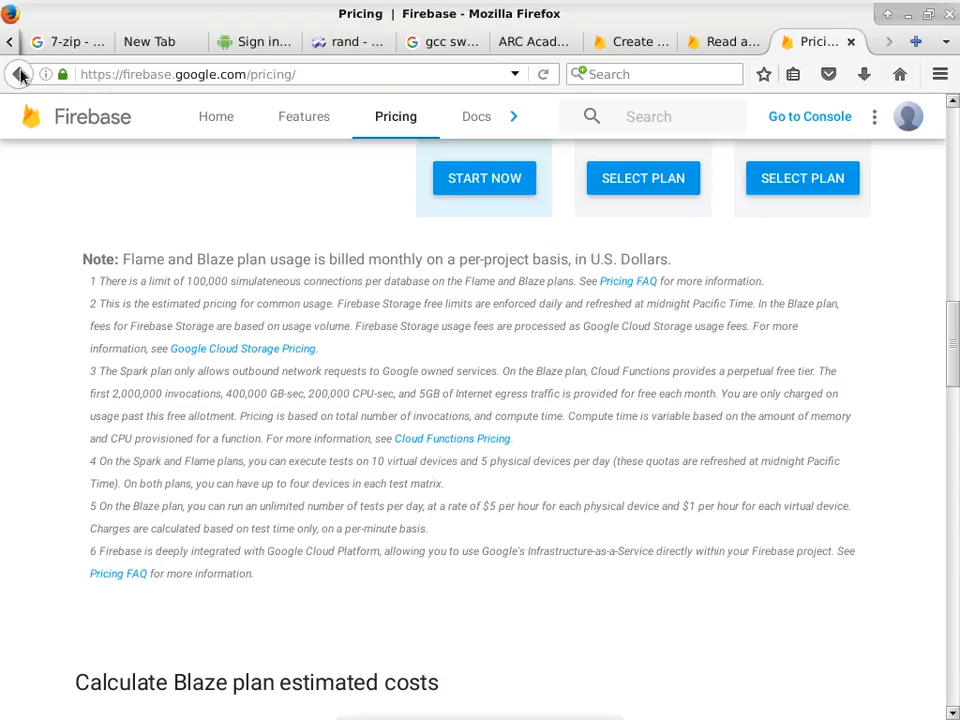 Pricing | Firebase - Mozilla Firefox
7-zip - ...
New Tab
Sign in...
rand - ...
gcc sw...
ARC Acad...
Create ...
Read a...
Prici...
https://firebase.google.com/pricing/
Search
Firebase
Home
Features
Pricing
Docs
Search
Go to Console
START NOW
SELECT PLAN
SELECT PLAN
Note: Flame and Blaze plan usage is billed monthly on a per-project basis, in U.S. Dollars.
1 There is a limit of 100,000 simulateneous connections per database on the Flame and Blaze plans. See Pricing FAQ for more information.
2 This is the estimated pricing for common usage. Firebase Storage free limits are enforced daily and refreshed at midnight Pacific Time. In the Blaze plan,
fees for Firebase Storage are based on usage volume. Firebase Storage usage fees are processed as Google Cloud Storage usage fees. For more
information, see Google Cloud Storage Pricing.
3 The Spark plan only allows outbound network requests to Google owned services. On the Blaze plan, Cloud Functions provides a perpetual free tier. The
first 2,000,000 invocations, 400,000 GB-sec, 200,000 CPU-sec, and 5GB of Internet egress traffic is provided for free each month. You are only charged on
usage past this free allotment. Pricing is based on total number of invocations, and compute time. Compute time is variable based on the amount of memory
and CPU provisioned for a function. For more information, see Cloud Functions Pricing.
4 On the Spark and Flame plans, you can execute tests on 10 virtual devices and 5 physical devices per day (these quotas are refreshed at midnight Pacific
Time). On both plans, you can have up to four devices in each test matrix.
5 On the Blaze plan, you can run an unlimited number of tests per day, at a rate of $5 per hour for each physical device and $1 per hour for each virtual device.
Charges are calculated based on test time only, on a per-minute basis.
6 Firebase is deeply integrated with Google Cloud Platform, allowing you to use Google's Infrastructure-as-a-Service directly within your Firebase project. See
Pricing FAQ for more information.
Calculate Blaze plan estimated costs